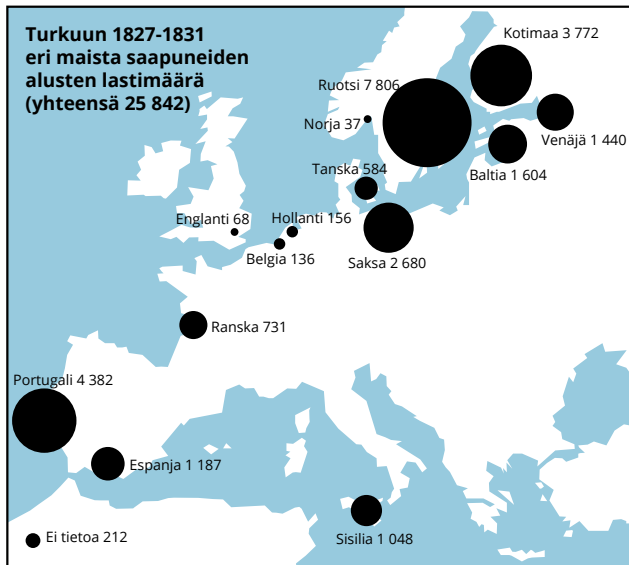 Turkuun 1827-1831
eri maista saapuneiden
alusten lastimäärä
(yhteensä 25 842)
Kotimaa 3 772
Ruotsi 7 806
Norja 37
Venäjä 1 440
Tanska 584
Baltia 1 604
Englanti 68
Hollanti 156
Belgia 136
Saksa 2 680
Ranska 731
Portugali 4 382
Espanja 1 187
Ei tietoa 212
Sisilia 1 048